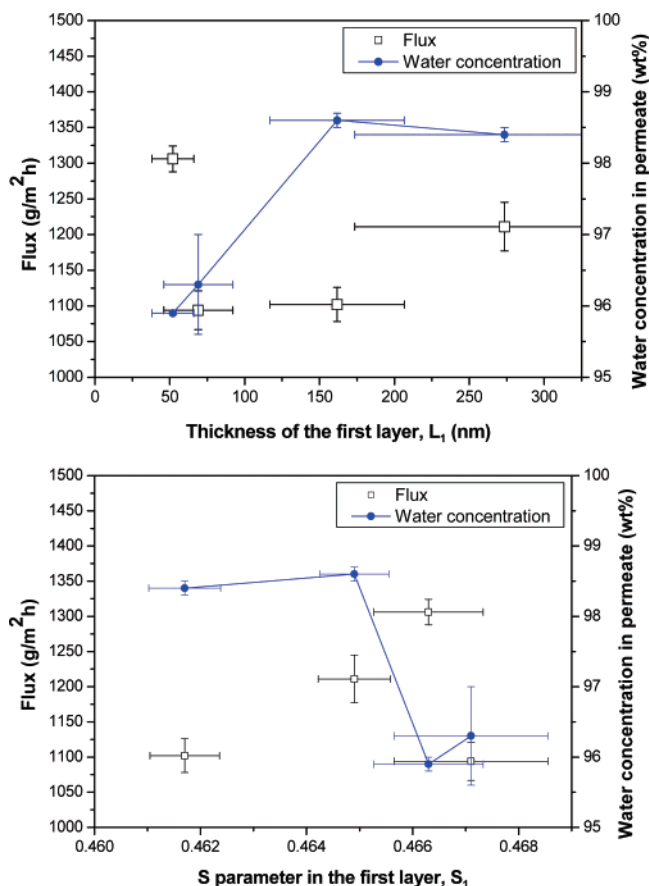 1500
1450
1400
1350
1300
1250
1200
1150
1100
1050
1000
Flux (g/m²h)
Flux
Water concentration
100
99
98
97
96
95
Water concentration in permeate (wt%)
0 50 100 150 200 250 300
Thickness of the first layer, L₁ (nm)
1500
1450
1400
1350
1300
1250
1200
1150
1100
1050
1000
Flux (g/m²h)
Flux
Water concentration
100
99
98
97
96
95
Water concentration in permeate (wt%)
0.460 0.462 0.464 0.466 0.468
S parameter in the first layer, S₁